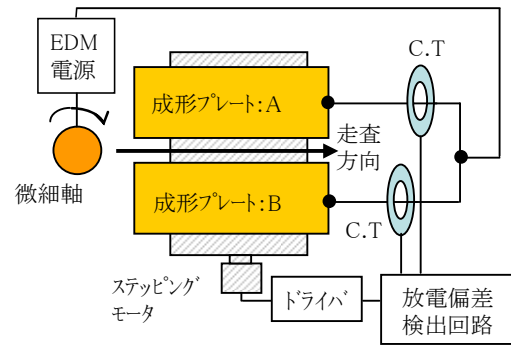 EDM
電源
C.T
成形プレート:A
走査
方向
微細軸
成形プレート:B
C.T
ステッピング
モータ
ドライバ
放電偏差
検出回路